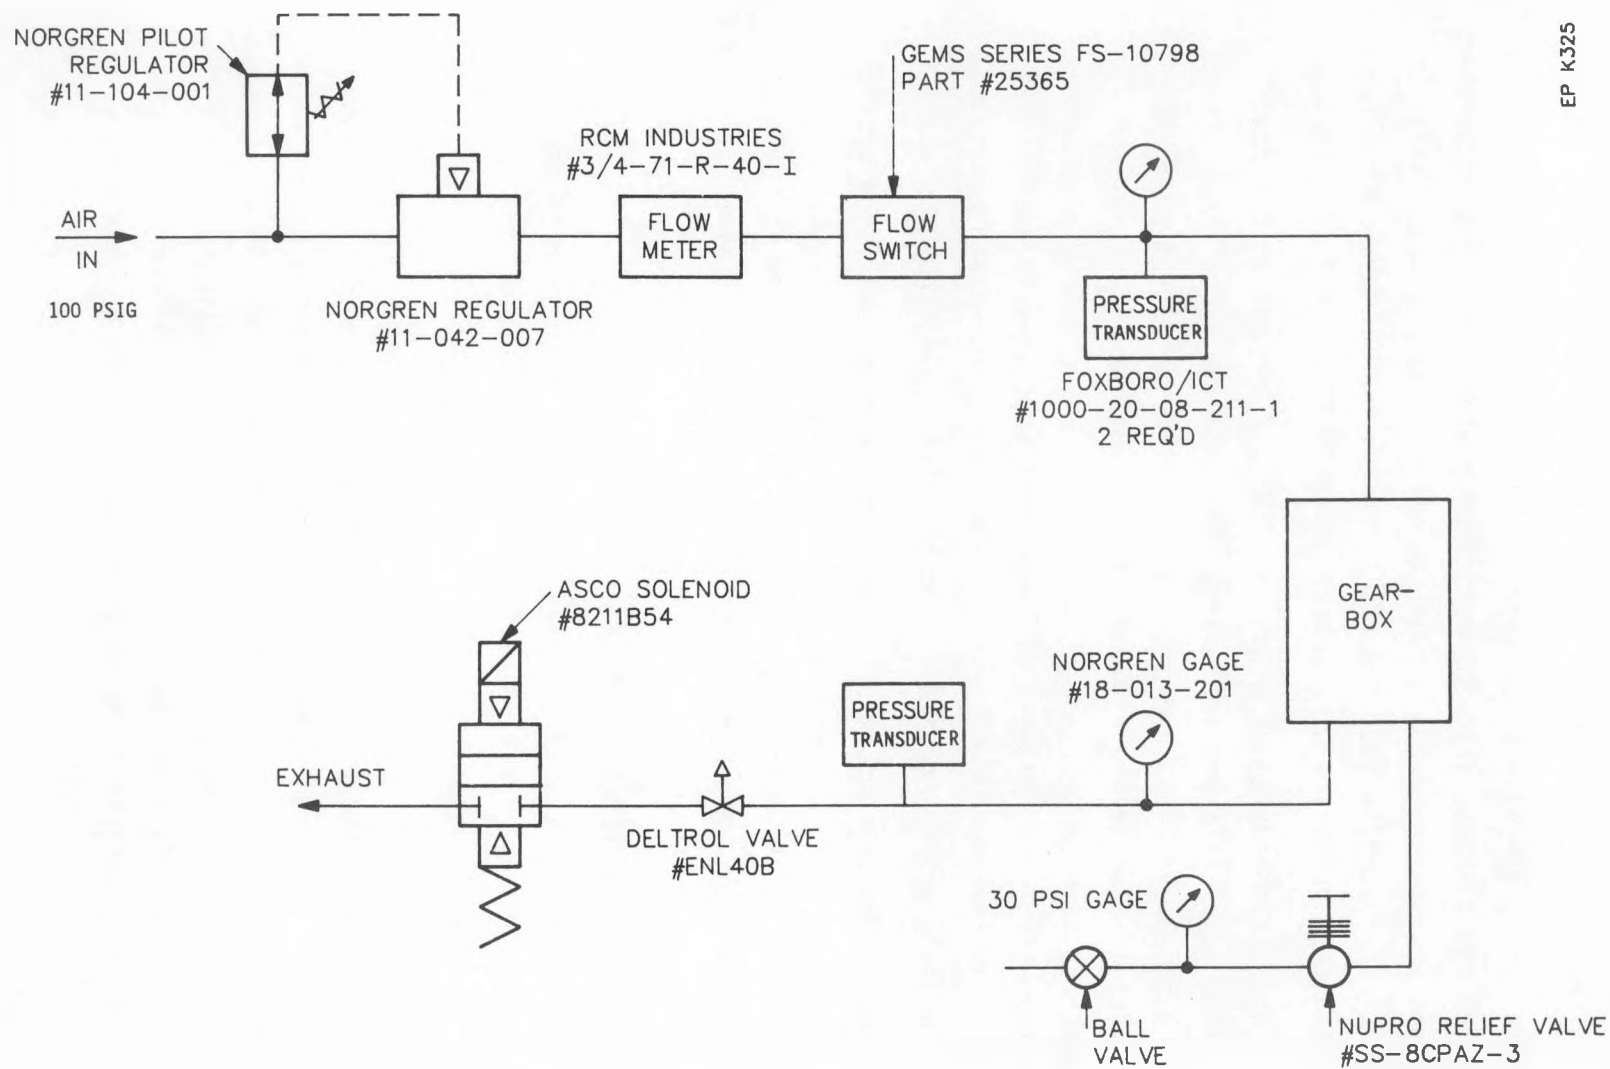 NORGREN PILOT
REGULATOR
#11-104-001
GEMS SERIES FS-10798
PART #25365
EP K325
RCM INDUSTRIES
#3/4-71-R-40-I
AIR
IN
100 PSIG
FLOW
METER
FLOW
SWITCH
NORGREN REGULATOR
#11-042-007
PRESSURE
TRANSDUCER
FOXBORO/ICT
#1000-20-08-211-1
2 REQ'D
GEAR-
BOX
ASCO SOLENOID
#8211B54
NORGREN GAGE
#18-013-201
PRESSURE
TRANSDUCER
EXHAUST
DELTROL VALVE
#ENL40B
30 PSI GAGE
BALL
VALVE
NUPRO RELIEF VALVE
#SS-8CPAZ-3